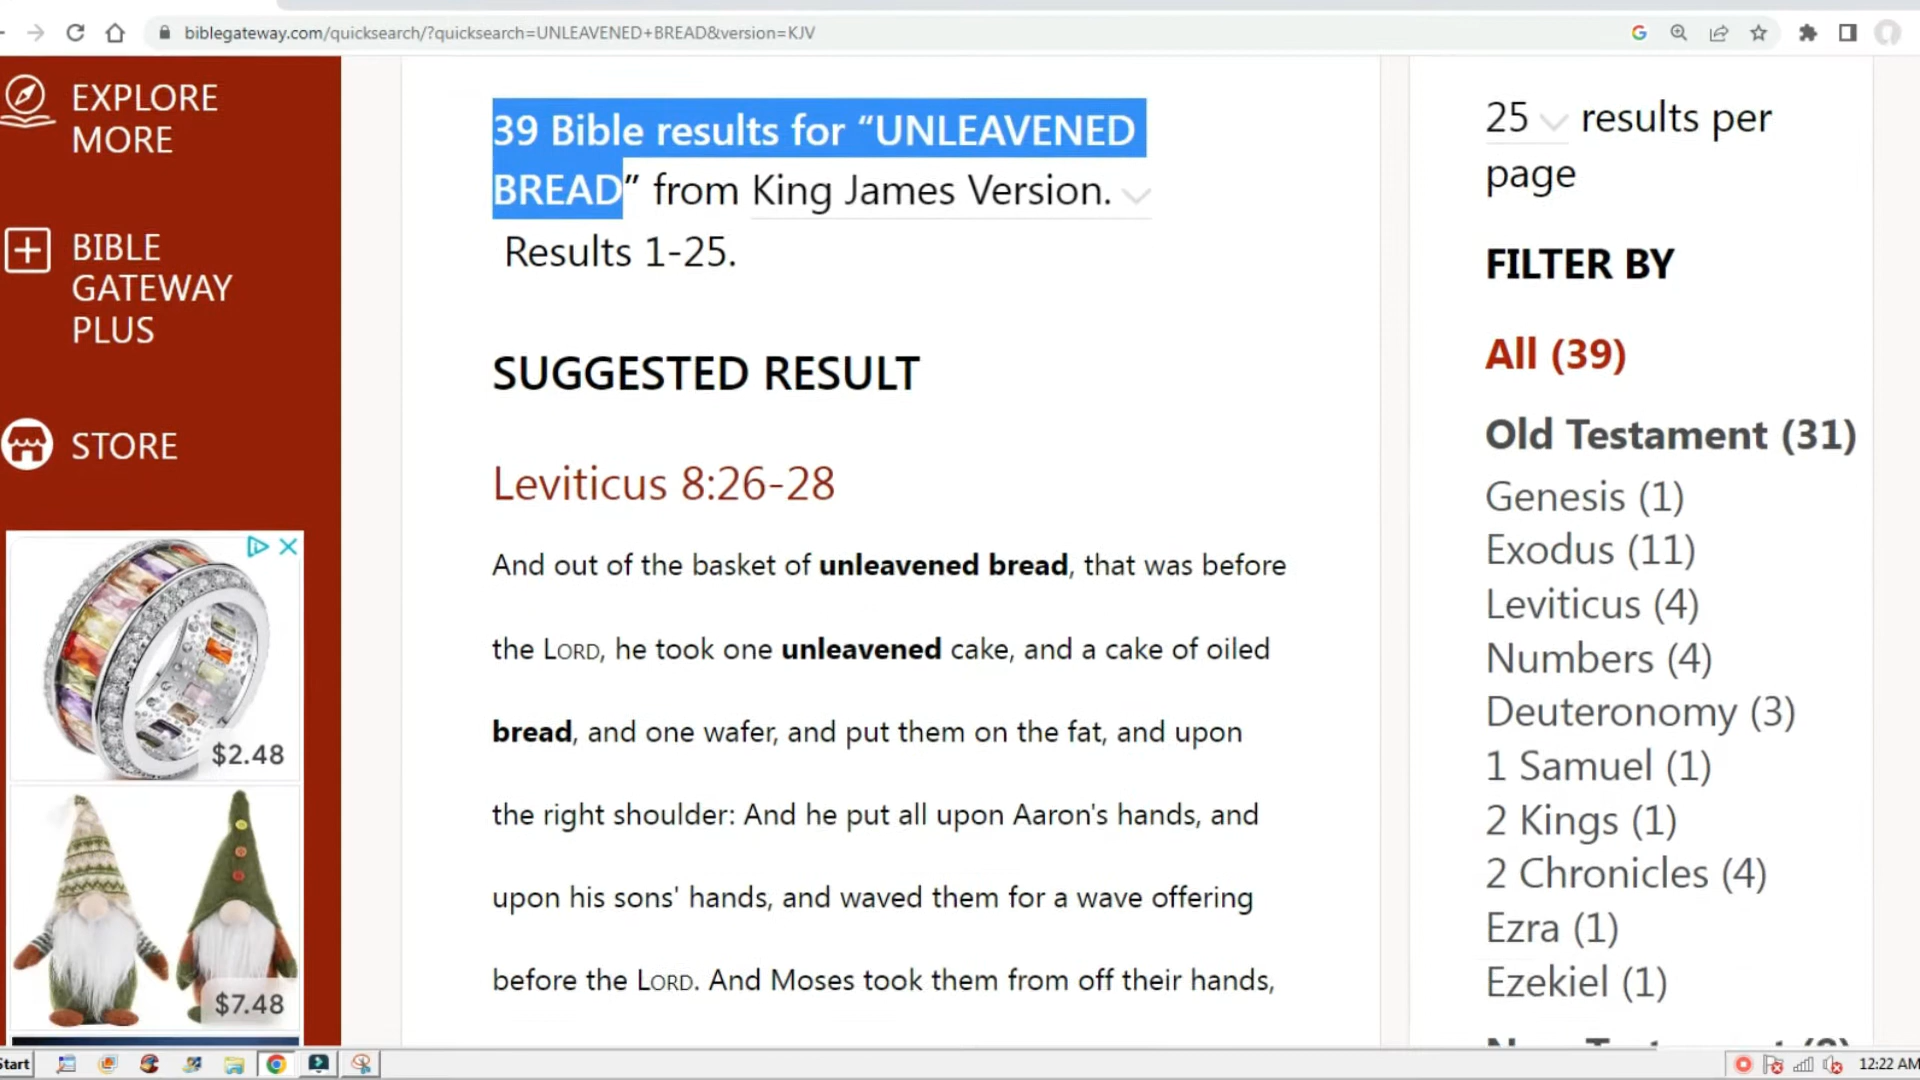 biblegateway.com/quicksearch/?quicksearch=UNLEAVENED+BREAD&version=KJV
EXPLORE
MORE
BIBLE
GATEWAY
PLUS
STORE
$2.48
$7.48
39 Bible results for “UNLEAVENED
BREAD” from King James Version.
Results 1-25.
SUGGESTED RESULT
Leviticus 8:26-28
And out of the basket of unleavened bread, that was before
the LORD, he took one unleavened cake, and a cake of oiled
bread, and one wafer, and put them on the fat, and upon
the right shoulder: And he put all upon Aaron's hands, and
upon his sons' hands, and waved them for a wave offering
before the LORD. And Moses took them from off their hands,
25 results per
page
FILTER BY
All (39)
Old Testament (31)
Genesis (1)
Exodus (11)
Leviticus (4)
Numbers (4)
Deuteronomy (3)
1 Samuel (1)
2 Kings (1)
2 Chronicles (4)
Ezra (1)
Ezekiel (1)
Start
12:22 AM